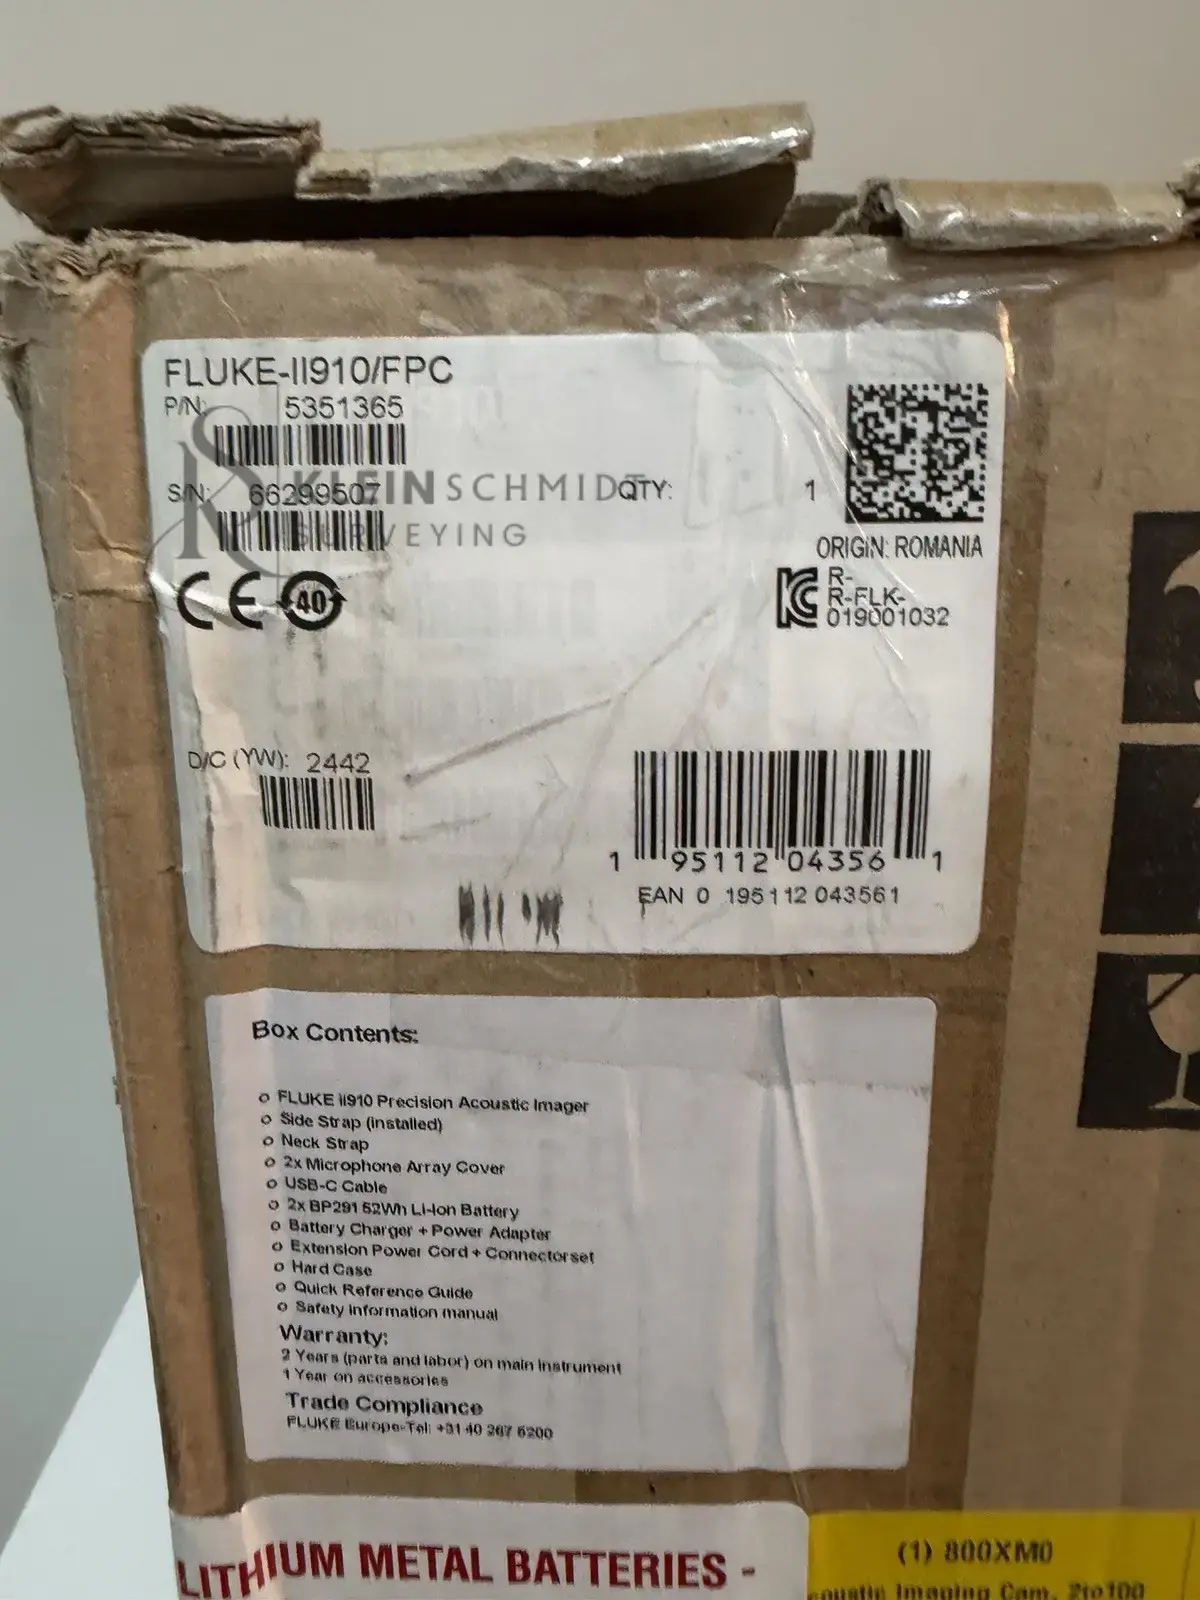 FLUKE-II910/FPC
P/N: 5351365
KLEINSCHMIDT
SURVEYING
S/N: 66299507 QTY: 1
ORIGIN: ROMANIA
CE 40
R-
R-FLK-
019001032
D/C (YW): 2442
1 95112 04356 1
EAN 0 195112 043561
Box Contents:
o FLUKE ii910 Precision Acoustic Imager
o Side Strap (installed)
o Neck Strap
o 2x Microphone Array Cover
o USB-C Cable
o 2x BP291 52Wh Li-Ion Battery
o Battery Charger + Power Adapter
o Extension Power Cord + Connectorset
o Hard Case
o Quick Reference Guide
o Safety information manual
Warranty:
2 Years (parts and labor) on main instrument
1 Year on accessories
Trade Compliance
FLUKE Europe-Tel: +31 40 267 5200
LITHIUM METAL BATTERIES -
(1) 800XM0
Imaging Cam, 2to100